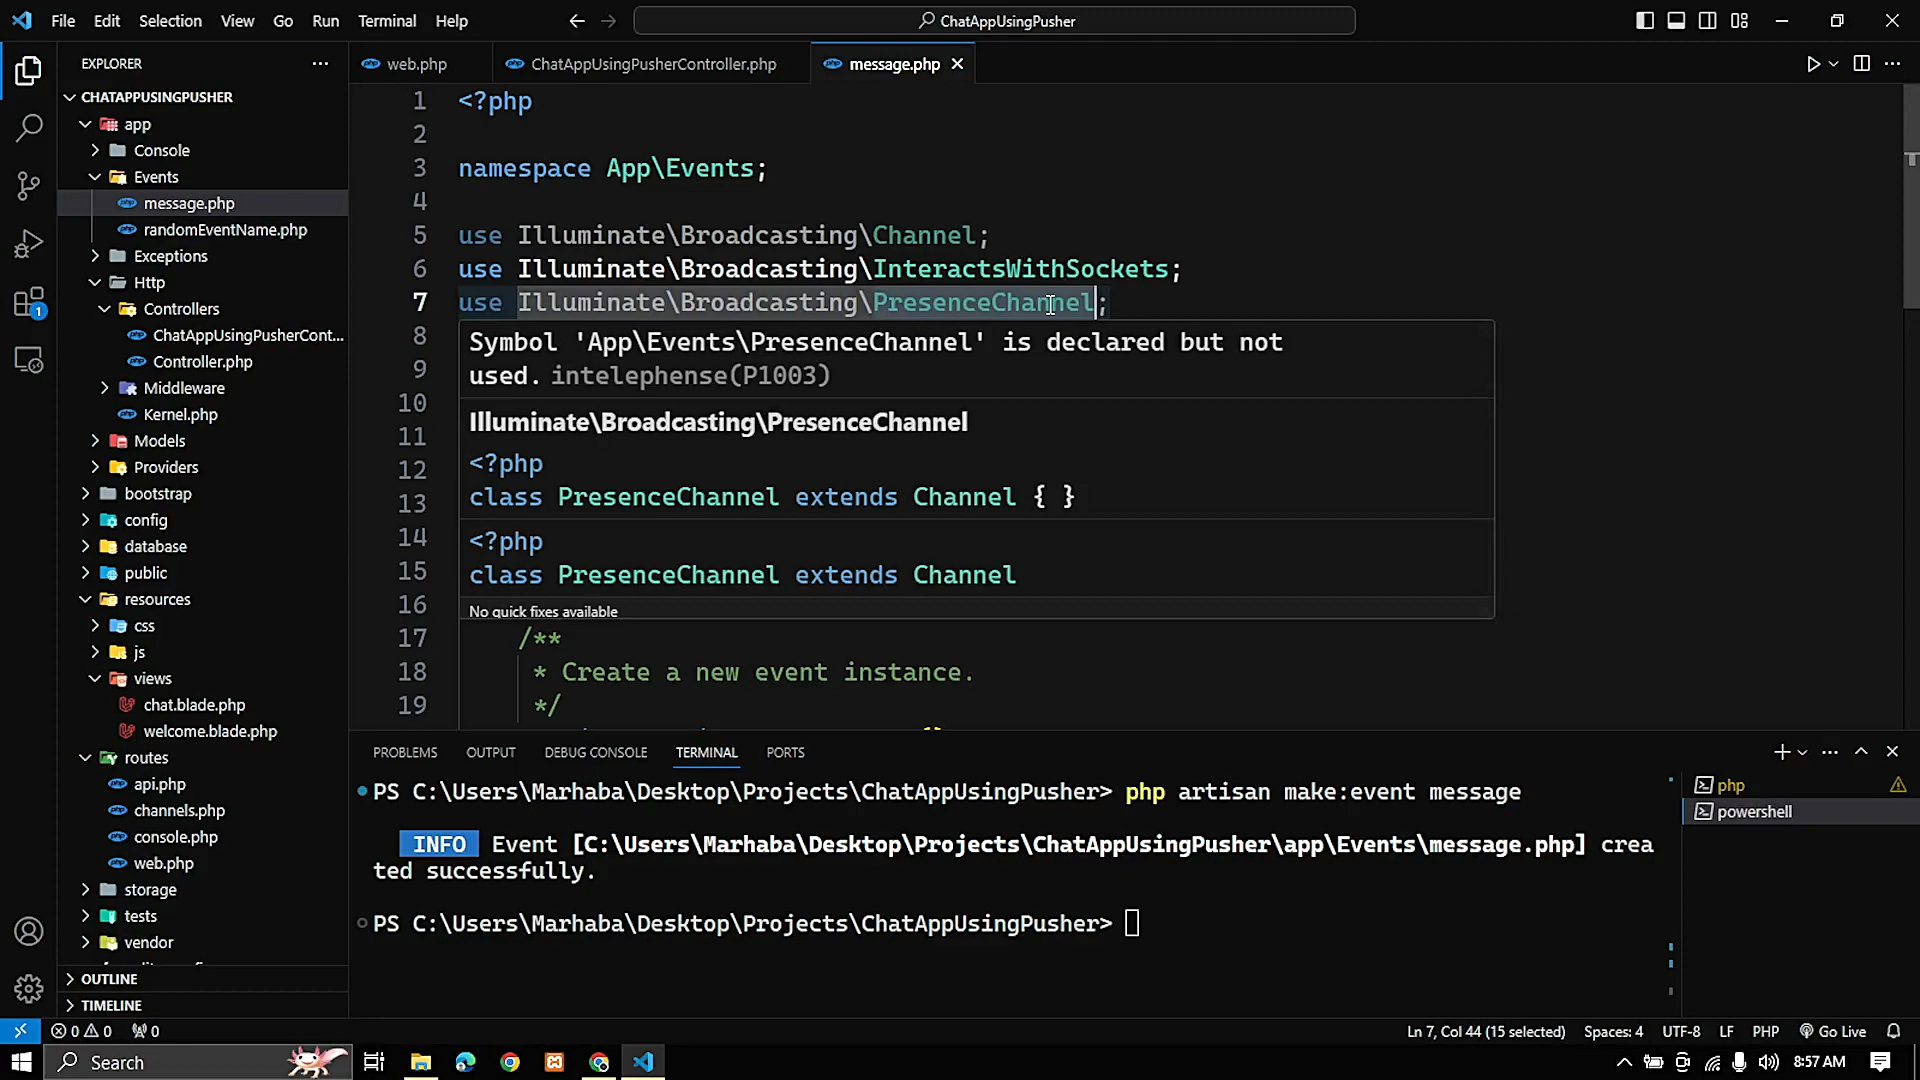 File Edit Selection View Go Run Terminal Help
ChatAppUsingPusher
EXPLORER
CHATAPPUSINGPUSHER
app
Console
Events
message.php
randomEventName.php
Exceptions
Http
Controllers
ChatAppUsingPusherCont...
Controller.php
Middleware
Kernel.php
Models
Providers
bootstrap
config
database
public
resources
css
js
views
chat.blade.php
welcome.blade.php
routes
api.php
channels.php
console.php
web.php
storage
tests
vendor
OUTLINE
TIMELINE
web.php ChatAppUsingPusherController.php message.php
1 <?php
2
3 namespace App\Events;
4
5 use Illuminate\Broadcasting\Channel;
6 use Illuminate\Broadcasting\InteractsWithSockets;
7 use Illuminate\Broadcasting\PresenceChannel;
8 Symbol 'App\Events\PresenceChannel' is declared but not
9 used. intelephense(P1003)
10
11 Illuminate\Broadcasting\PresenceChannel
12 <?php
13 class PresenceChannel extends Channel { }
14 <?php
15 class PresenceChannel extends Channel
16 No quick fixes available
17 /**
18 * Create a new event instance.
19 */
PROBLEMS OUTPUT DEBUG CONSOLE TERMINAL PORTS
PS C:\Users\Marhaba\Desktop\Projects\ChatAppUsingPusher> php artisan make:event message
INFO Event [C:\Users\Marhaba\Desktop\Projects\ChatAppUsingPusher\app\Events\message.php] crea
ted successfully.
PS C:\Users\Marhaba\Desktop\Projects\ChatAppUsingPusher>
php
powershell
0 0 0 Ln 7, Col 44 (15 selected) Spaces: 4 UTF-8 LF PHP Go Live
Search 8:57 AM